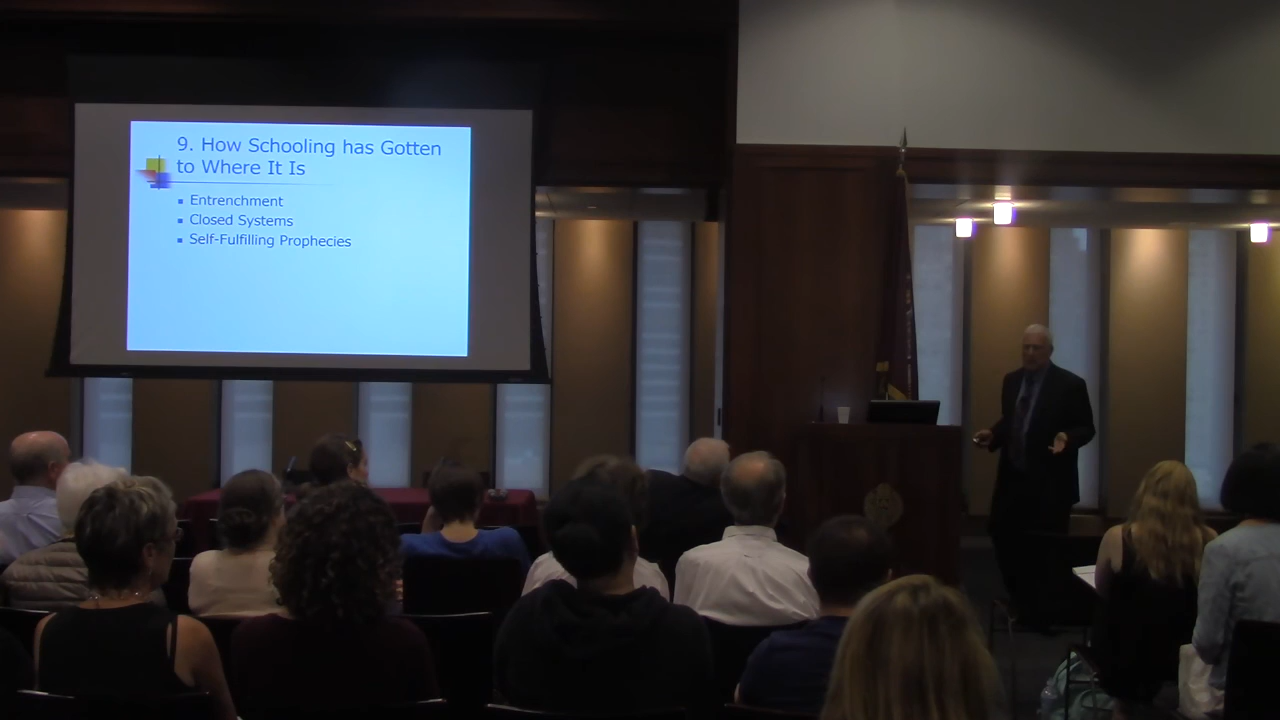 9. How Schooling has Gotten
to Where It Is
Entrenchment
Closed Systems
Self-Fulfilling Prophecies